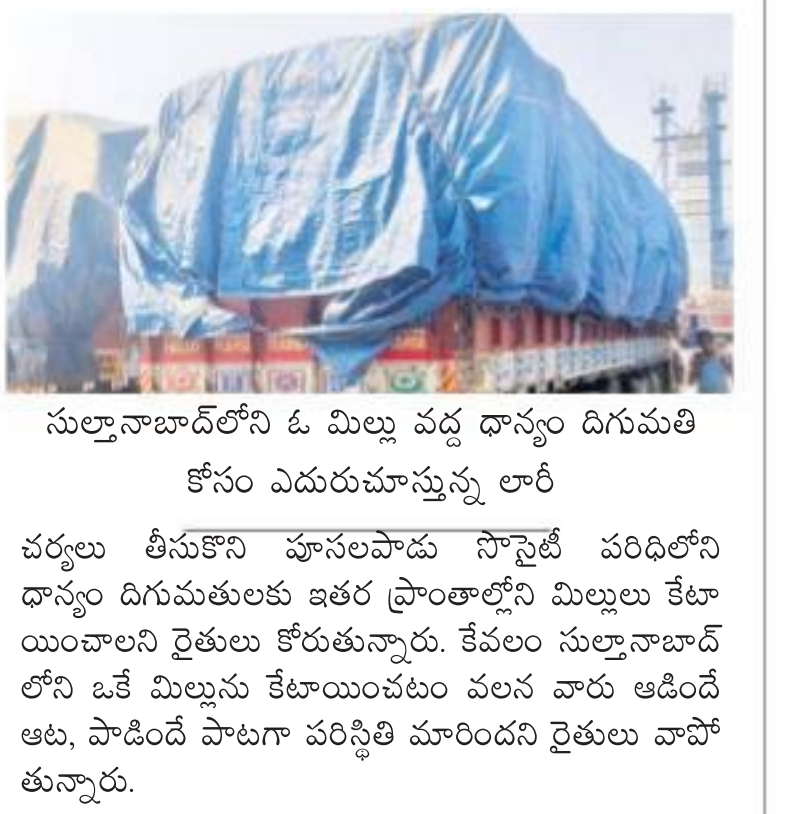 సుల్తానాబాద్‌లోని ఓ మిల్లు వద్ద ధాన్యం దిగుమతి
కోసం ఎదురుచూస్తున్న లారీ
చర్యలు తీసుకొని పూసలపాడు సొసైటీ పరిధిలోని
ధాన్యం దిగుమతులకు ఇతర ప్రాంతాల్లోని మిల్లులు కేటా
యించాలని రైతులు కోరుతున్నారు. కేవలం సుల్తానాబాద్
లోని ఒకే మిల్లును కేటాయించటం వలన వారు ఆడిందే
ఆట, పాడిందే పాటగా పరిస్థితి మారిందని రైతులు వాపో
తున్నారు.